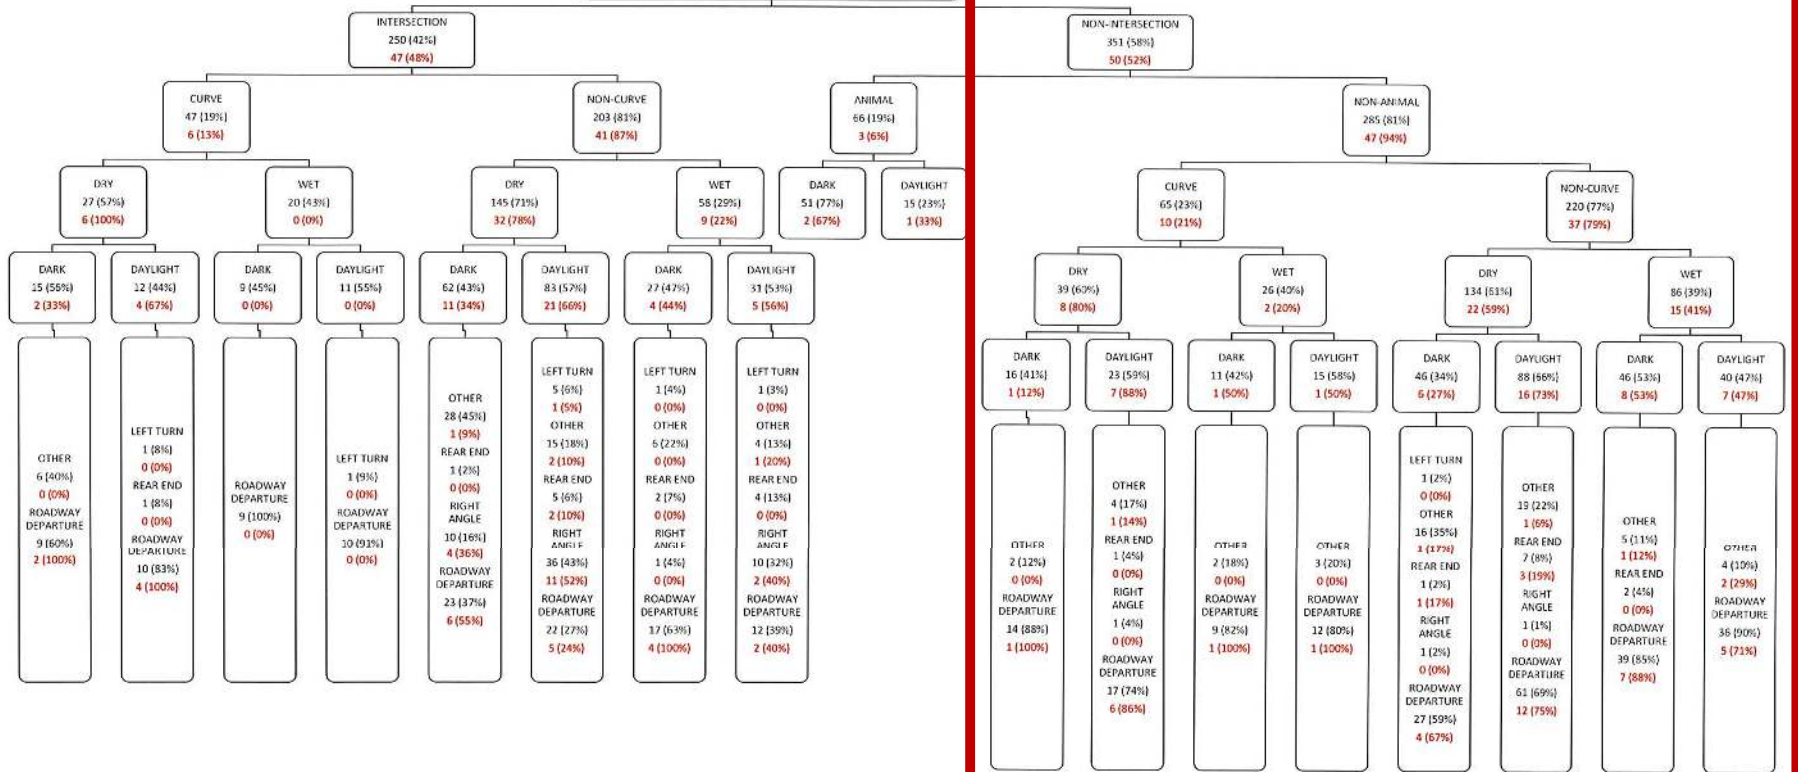 INTERSECTION
250 (42%)
47 (48%)
NON-INTERSECTION
351 (58%)
50 (52%)
CURVE
47 (19%)
6 (13%)
NON-CURVE
203 (81%)
41 (87%)
ANIMAL
66 (19%)
3 (6%)
NON-ANIMAL
285 (81%)
47 (94%)
DRY
27 (57%)
6 (100%)
WET
20 (43%)
0 (0%)
DRY
145 (71%)
32 (78%)
WET
58 (29%)
9 (22%)
DARK
51 (77%)
2 (67%)
DAYLIGHT
15 (23%)
1 (33%)
CURVE
65 (23%)
10 (21%)
NON-CURVE
220 (77%)
37 (79%)
DARK
15 (56%)
2 (33%)
DAYLIGHT
12 (44%)
4 (67%)
DARK
9 (45%)
0 (0%)
DAYLIGHT
11 (55%)
0 (0%)
DARK
62 (43%)
11 (34%)
DAYLIGHT
83 (57%)
21 (66%)
DARK
27 (47%)
4 (44%)
DAYLIGHT
31 (53%)
5 (56%)
DRY
39 (60%)
8 (80%)
WET
26 (40%)
2 (20%)
DRY
134 (61%)
22 (59%)
WET
86 (39%)
15 (41%)
DARK
16 (41%)
1 (12%)
DAYLIGHT
23 (59%)
7 (88%)
DARK
11 (42%)
1 (50%)
DAYLIGHT
15 (58%)
1 (50%)
DARK
46 (34%)
6 (27%)
DAYLIGHT
88 (66%)
16 (73%)
DARK
46 (53%)
8 (53%)
DAYLIGHT
40 (47%)
7 (47%)
OTHER
6 (40%)
0 (0%)
ROADWAY
DEPARTURE
9 (60%)
2 (100%)
LEFT TURN
1 (8%)
0 (0%)
REAR END
1 (8%)
0 (0%)
ROADWAY
DEPARTURE
10 (83%)
4 (100%)
ROADWAY
DEPARTURE
9 (100%)
0 (0%)
LEFT TURN
1 (9%)
0 (0%)
ROADWAY
DEPARTURE
10 (91%)
0 (0%)
OTHER
28 (45%)
1 (9%)
REAR END
1 (2%)
0 (0%)
RIGHT
ANGLE
10 (16%)
4 (36%)
ROADWAY
DEPARTURE
23 (37%)
6 (55%)
LEFT TURN
5 (6%)
1 (5%)
OTHER
15 (18%)
2 (10%)
REAR END
5 (6%)
2 (10%)
RIGHT
ANGLE
36 (43%)
11 (52%)
ROADWAY
DEPARTURE
22 (27%)
5 (24%)
LEFT TURN
1 (4%)
0 (0%)
OTHER
6 (22%)
0 (0%)
REAR END
2 (7%)
0 (0%)
RIGHT
ANGLE
1 (4%)
0 (0%)
ROADWAY
DEPARTURE
17 (63%)
4 (100%)
LEFT TURN
1 (3%)
0 (0%)
OTHER
4 (13%)
1 (20%)
REAR END
4 (13%)
0 (0%)
RIGHT
ANGLE
10 (32%)
2 (40%)
ROADWAY
DEPARTURE
12 (39%)
2 (40%)
OTHER
2 (12%)
0 (0%)
ROADWAY
DEPARTURE
14 (88%)
1 (100%)
OTHER
4 (17%)
1 (14%)
REAR END
1 (4%)
0 (0%)
RIGHT
ANGLE
1 (4%)
0 (0%)
ROADWAY
DEPARTURE
17 (74%)
6 (86%)
OTHER
2 (18%)
0 (0%)
ROADWAY
DEPARTURE
9 (82%)
1 (100%)
OTHER
3 (20%)
0 (0%)
ROADWAY
DEPARTURE
12 (80%)
1 (100%)
LEFT TURN
1 (2%)
0 (0%)
OTHER
16 (35%)
1 (17%)
REAR END
1 (2%)
1 (17%)
RIGHT
ANGLE
1 (2%)
0 (0%)
ROADWAY
DEPARTURE
27 (59%)
4 (67%)
OTHER
19 (22%)
1 (6%)
REAR END
7 (8%)
3 (19%)
RIGHT
ANGLE
1 (1%)
0 (0%)
ROADWAY
DEPARTURE
61 (69%)
12 (75%)
OTHER
5 (11%)
1 (12%)
REAR END
2 (4%)
0 (0%)
ROADWAY
DEPARTURE
39 (85%)
7 (88%)
OTHER
4 (10%)
2 (29%)
ROADWAY
DEPARTURE
36 (90%)
5 (71%)